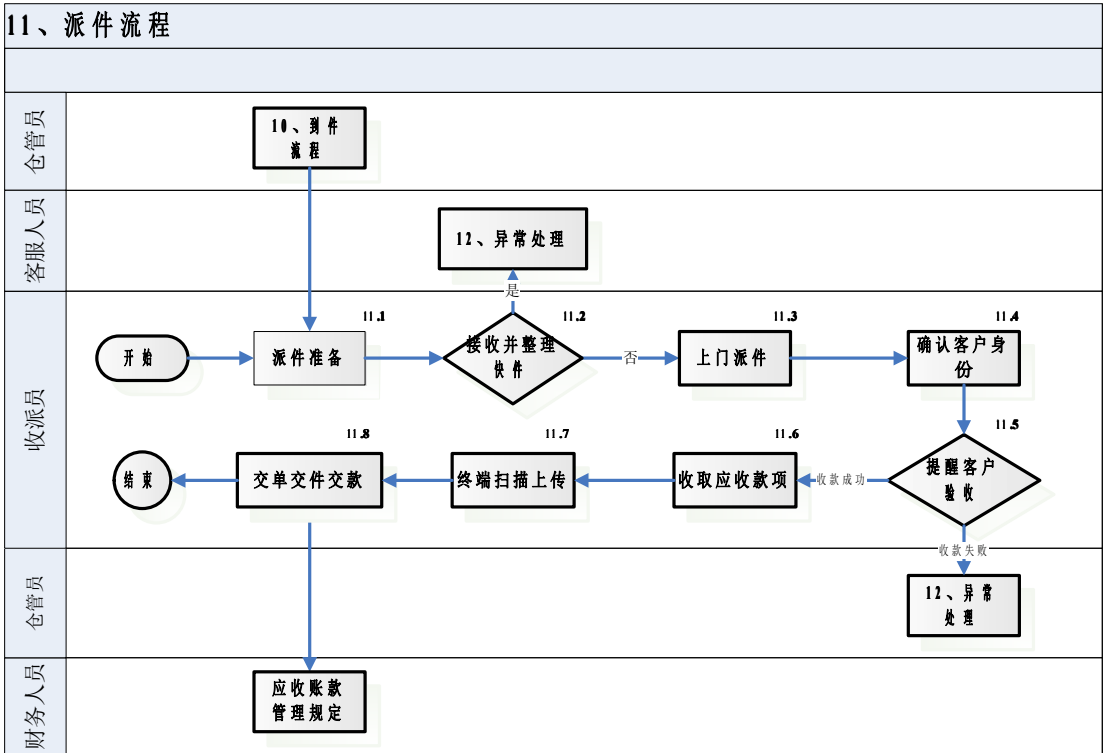 11、派件流程
仓管员
10、到件
流程
客服人员
12、异常处理
是
收派员
开始
11.1
派件准备
11.2
接收并整理
快件
否
11.3
上门派件
11.4
确认客户身
份
11.5
提醒客户
验收
收款成功
11.6
收取应收款项
11.7
终端扫描上传
11.8
交单交件交款
结束
收款失败
仓管员
12、异常
处理
财务人员
应收账款
管理规定